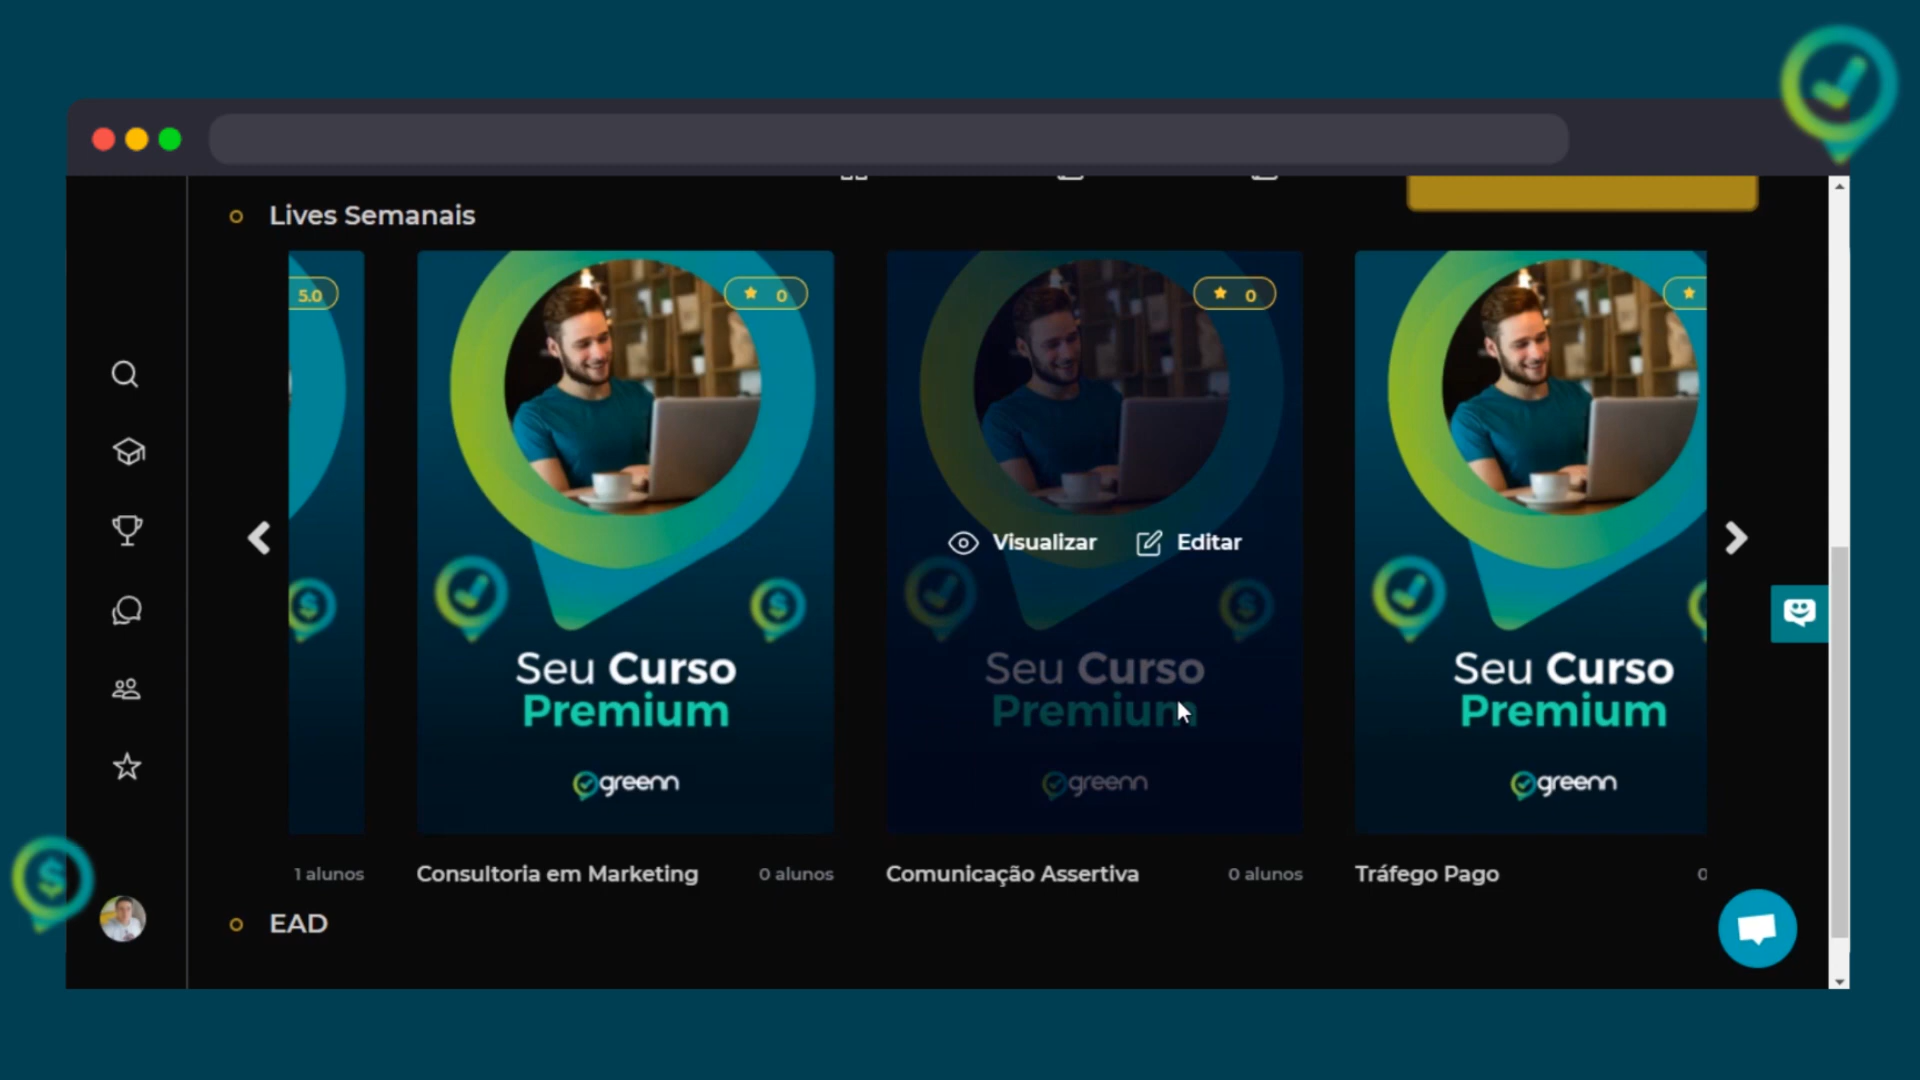 Lives Semanais
5.0
0
0
Visualizar
Editar
Seu Curso
Premium
greenn
Seu Curso
Premium
greenn
Seu Curso
Premium
greenn
1 alunos
Consultoria em Marketing
0 alunos
Comunicação Assertiva
0 alunos
Tráfego Pago
0
EAD